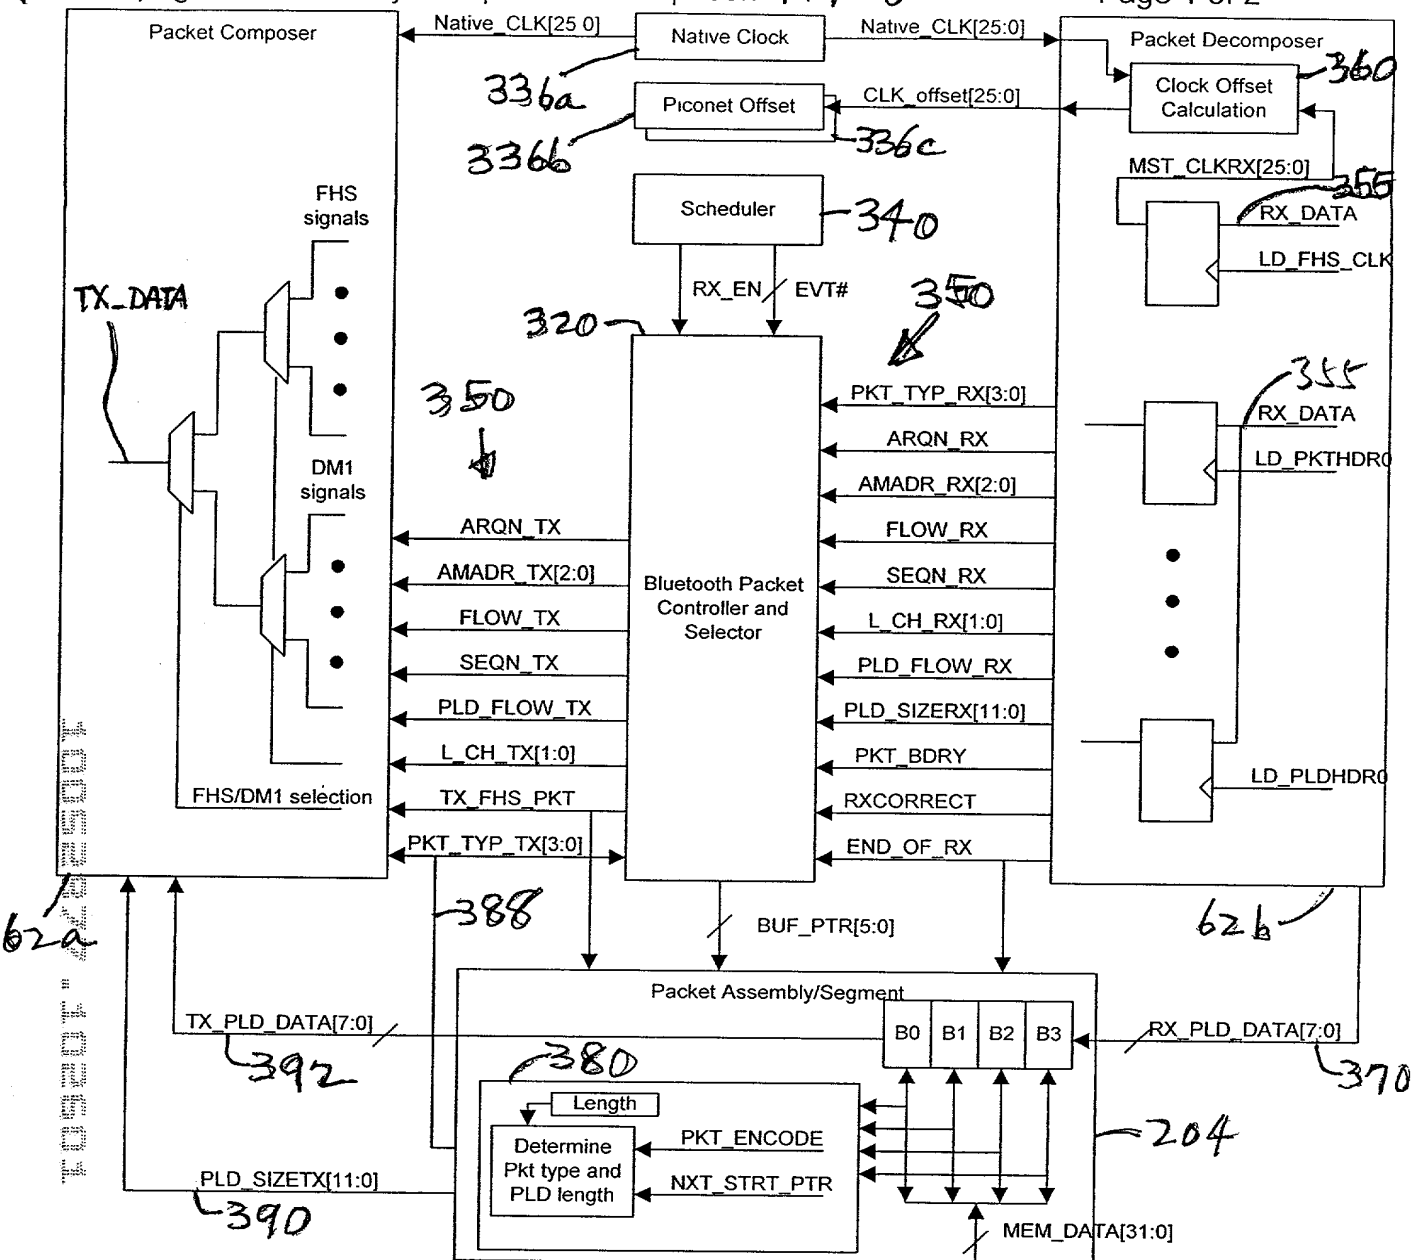 Page 1 of 2
Packet Composer
Native_CLK[25 0]
Native Clock
Native_CLK[25:0]
Packet Decomposer
336a
360
Clock Offset
Calculation
Piconet Offset
CLK_offset[25:0]
336b
336c
MST_CLKRX[25:0]
355
FHS
signals
Scheduler
340
RX_DATA
LD_FHS_CLK
TX_DATA
RX_EN
EVT#
350
320
355
350
PKT_TYP_RX[3:0]
RX_DATA
ARQN_RX
LD_PKTHDR0
DM1
signals
AMADR_RX[2:0]
ARQN_TX
FLOW_RX
AMADR_TX[2:0]
SEQN_RX
Bluetooth Packet
Controller and
Selector
FLOW_TX
L_CH_RX[1:0]
SEQN_TX
PLD_FLOW_RX
PLD_FLOW_TX
PLD_SIZERX[11:0]
L_CH_TX[1:0]
PKT_BDRY
LD_PLDHDR0
FHS/DM1 selection
TX_FHS_PKT
RXCORRECT
PKT_TYP_TX[3:0]
END_OF_RX
62a
388
BUF_PTR[5:0]
62b
Packet Assembly/Segment
TX_PLD_DATA[7:0]
B0
B1
B2
B3
RX_PLD_DATA[7:0]
392
380
370
Length
Determine
Pkt type and
PLD length
PKT_ENCODE
204
NXT_STRT_PTR
PLD_SIZETX[11:0]
390
MEM_DATA[31:0]